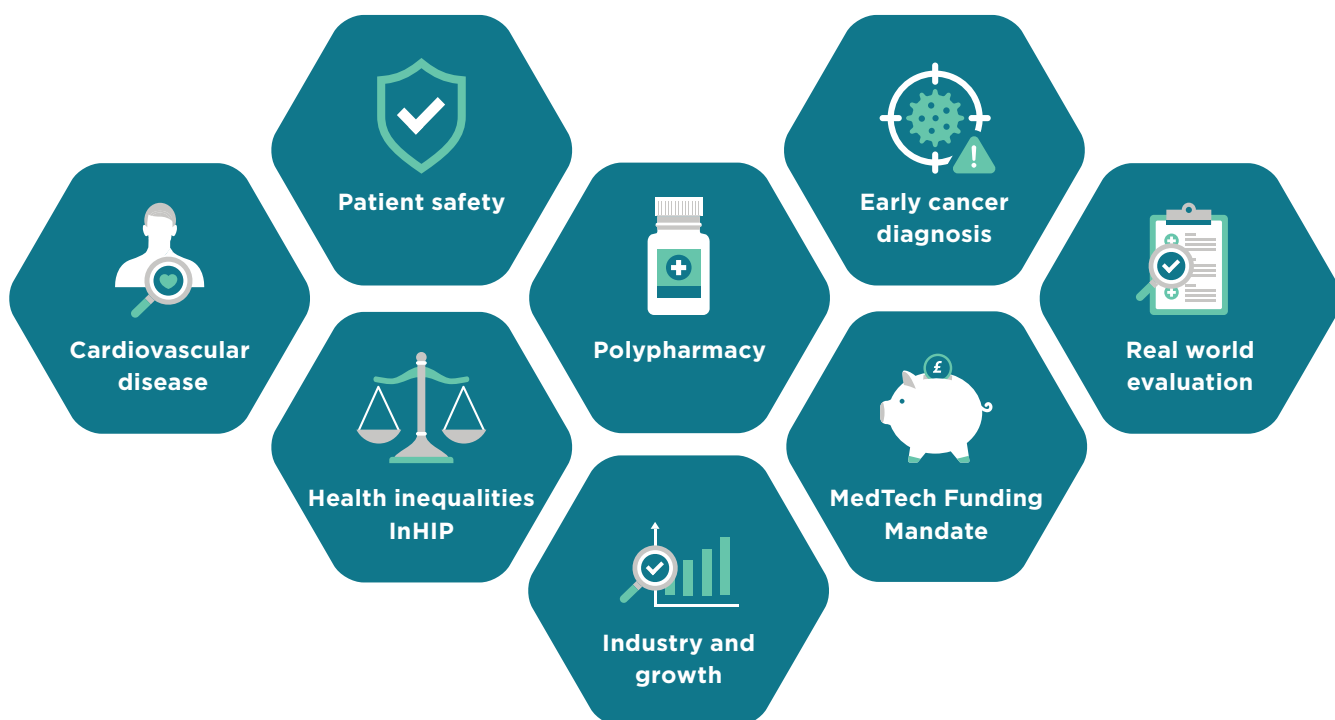 Patient safety
Early cancer
diagnosis
Cardiovascular
disease
Polypharmacy
Real world
evaluation
Health inequalities
InHIP
£
MedTech Funding
Mandate
Industry and
growth